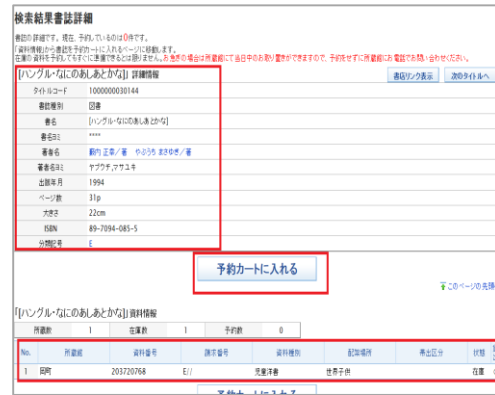 検索結果書誌詳細
書誌の詳細です。現在、予約しているのは0件です。
「資料情報」から書誌を予約カートに入れるページに移動します。
在庫の資料を予約してもすぐに準備できるとは限りません。お急ぎの場合は所蔵館にて当日中のお取り置きができますので、予約をせずに所蔵館にお電話でお問い合わせください。
[ハングル・なにのあしあとかな]」 詳細情報 書店リンク表示 次のタイトルへ
タイトルコード 1000000030144
書誌種別 図書
書名 [ハングル・なにのあしあとかな]
書名ヨミ ****
著者名 薮内 正幸／著 やぶうち まさゆき／著
著者名ヨミ ヤブウチ,マサユキ
出版年月 1994
ページ数 31p
大きさ 22cm
ISBN 89-7094-085-5
分類記号 E
予約カートに入れる
このページの先頭
「[ハングル・なにのあしあとかな]」 資料情報
所蔵数 1 在庫数 1 予約数 0
No. 所蔵館 資料番号 請求番号 資料種別 配架場所 帯出区分 状態
1 岡町 203720768 E// 児童洋書 世界子供 在庫
予約カートに入れる